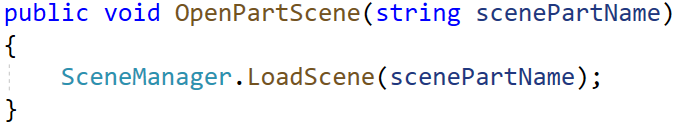 public void OpenPartScene(string scenePartName)
{
    SceneManager.LoadScene(scenePartName);
}